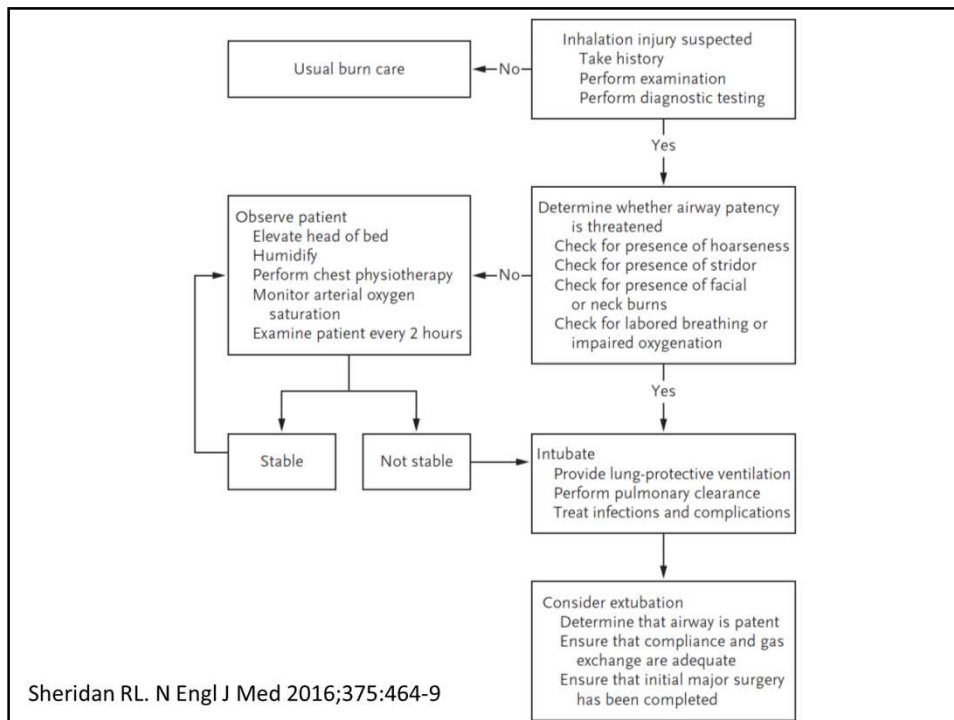 Inhalation injury suspected
Take history
Perform examination
Perform diagnostic testing
No
Usual burn care
Yes
Determine whether airway patency
is threatened
Check for presence of hoarseness
Check for presence of stridor
Check for presence of facial
or neck burns
Check for labored breathing or
impaired oxygenation
No
Observe patient
Elevate head of bed
Humidify
Perform chest physiotherapy
Monitor arterial oxygen
saturation
Examine patient every 2 hours
Yes
Stable
Not stable
Intubate
Provide lung-protective ventilation
Perform pulmonary clearance
Treat infections and complications
Consider extubation
Determine that airway is patent
Ensure that compliance and gas
exchange are adequate
Ensure that initial major surgery
has been completed
Sheridan RL. N Engl J Med 2016;375:464-9